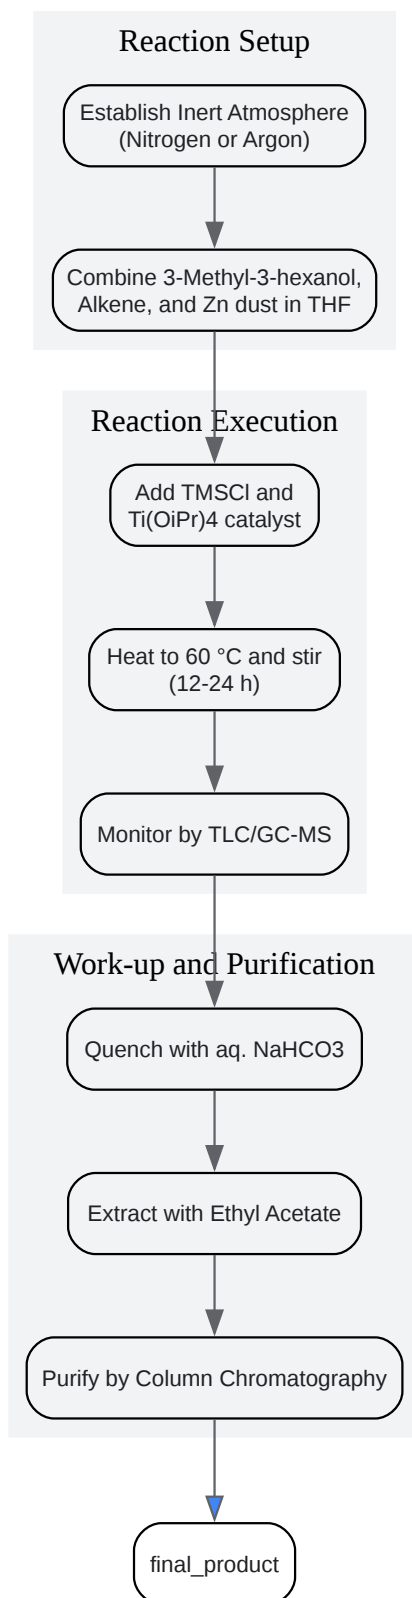 Reaction Setup
Establish Inert Atmosphere
(Nitrogen or Argon)
Combine 3-Methyl-3-hexanol,
Alkene, and Zn dust in THF
Reaction Execution
Add TMSCl and
Ti(OiPr)4 catalyst
Heat to 60 °C and stir
(12-24 h)
Monitor by TLC/GC-MS
Work-up and Purification
Quench with aq. NaHCO3
Extract with Ethyl Acetate
Purify by Column Chromatography
final_product